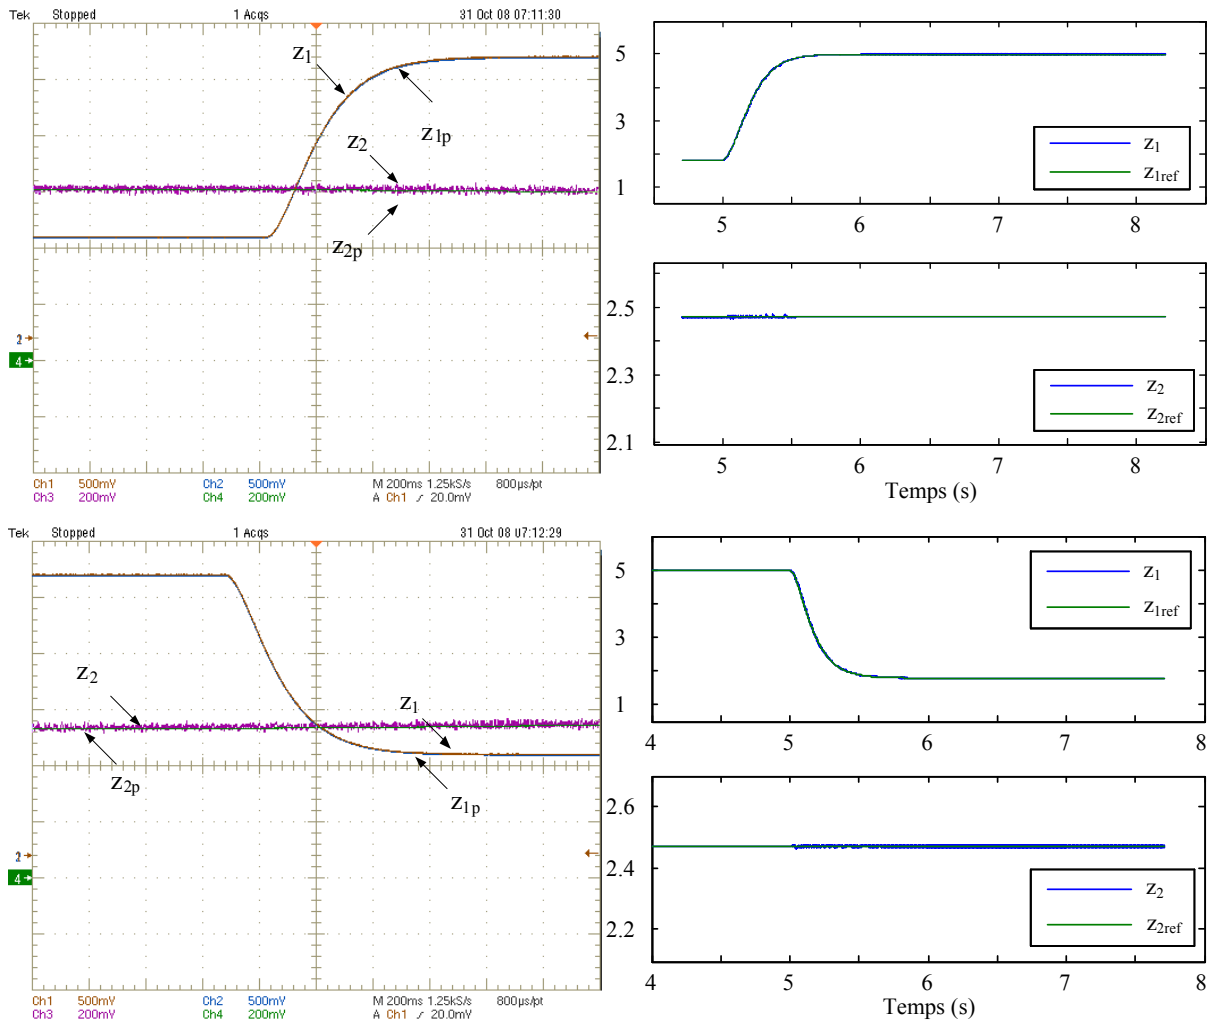 Tek Stopped 1 Acqs 31 Oct 08 07:11:30
z1
z1p
z2
z2p
2
4
Ch1 500mV Ch2 500mV M 200ms 1.25kS/s 800µs/pt
Ch3 200mV Ch4 200mV A Ch1 20.0mV
5
3
1
z1
z1ref
5 6 7 8
2.5
2.3
2.1
z2
z2ref
5 6 7 8
Temps (s)
Tek Stopped 1 Acqs 31 Oct 08 07:12:29
z2
z2p
z1
z1p
2
4
Ch1 500mV Ch2 500mV M 200ms 1.25kS/s 800µs/pt
Ch3 200mV Ch4 200mV A Ch1 20.0mV
5
3
1
z1
z1ref
4 5 6 7 8
2.6
2.4
2.2
z2
z2ref
4 5 6 7 8
Temps (s)